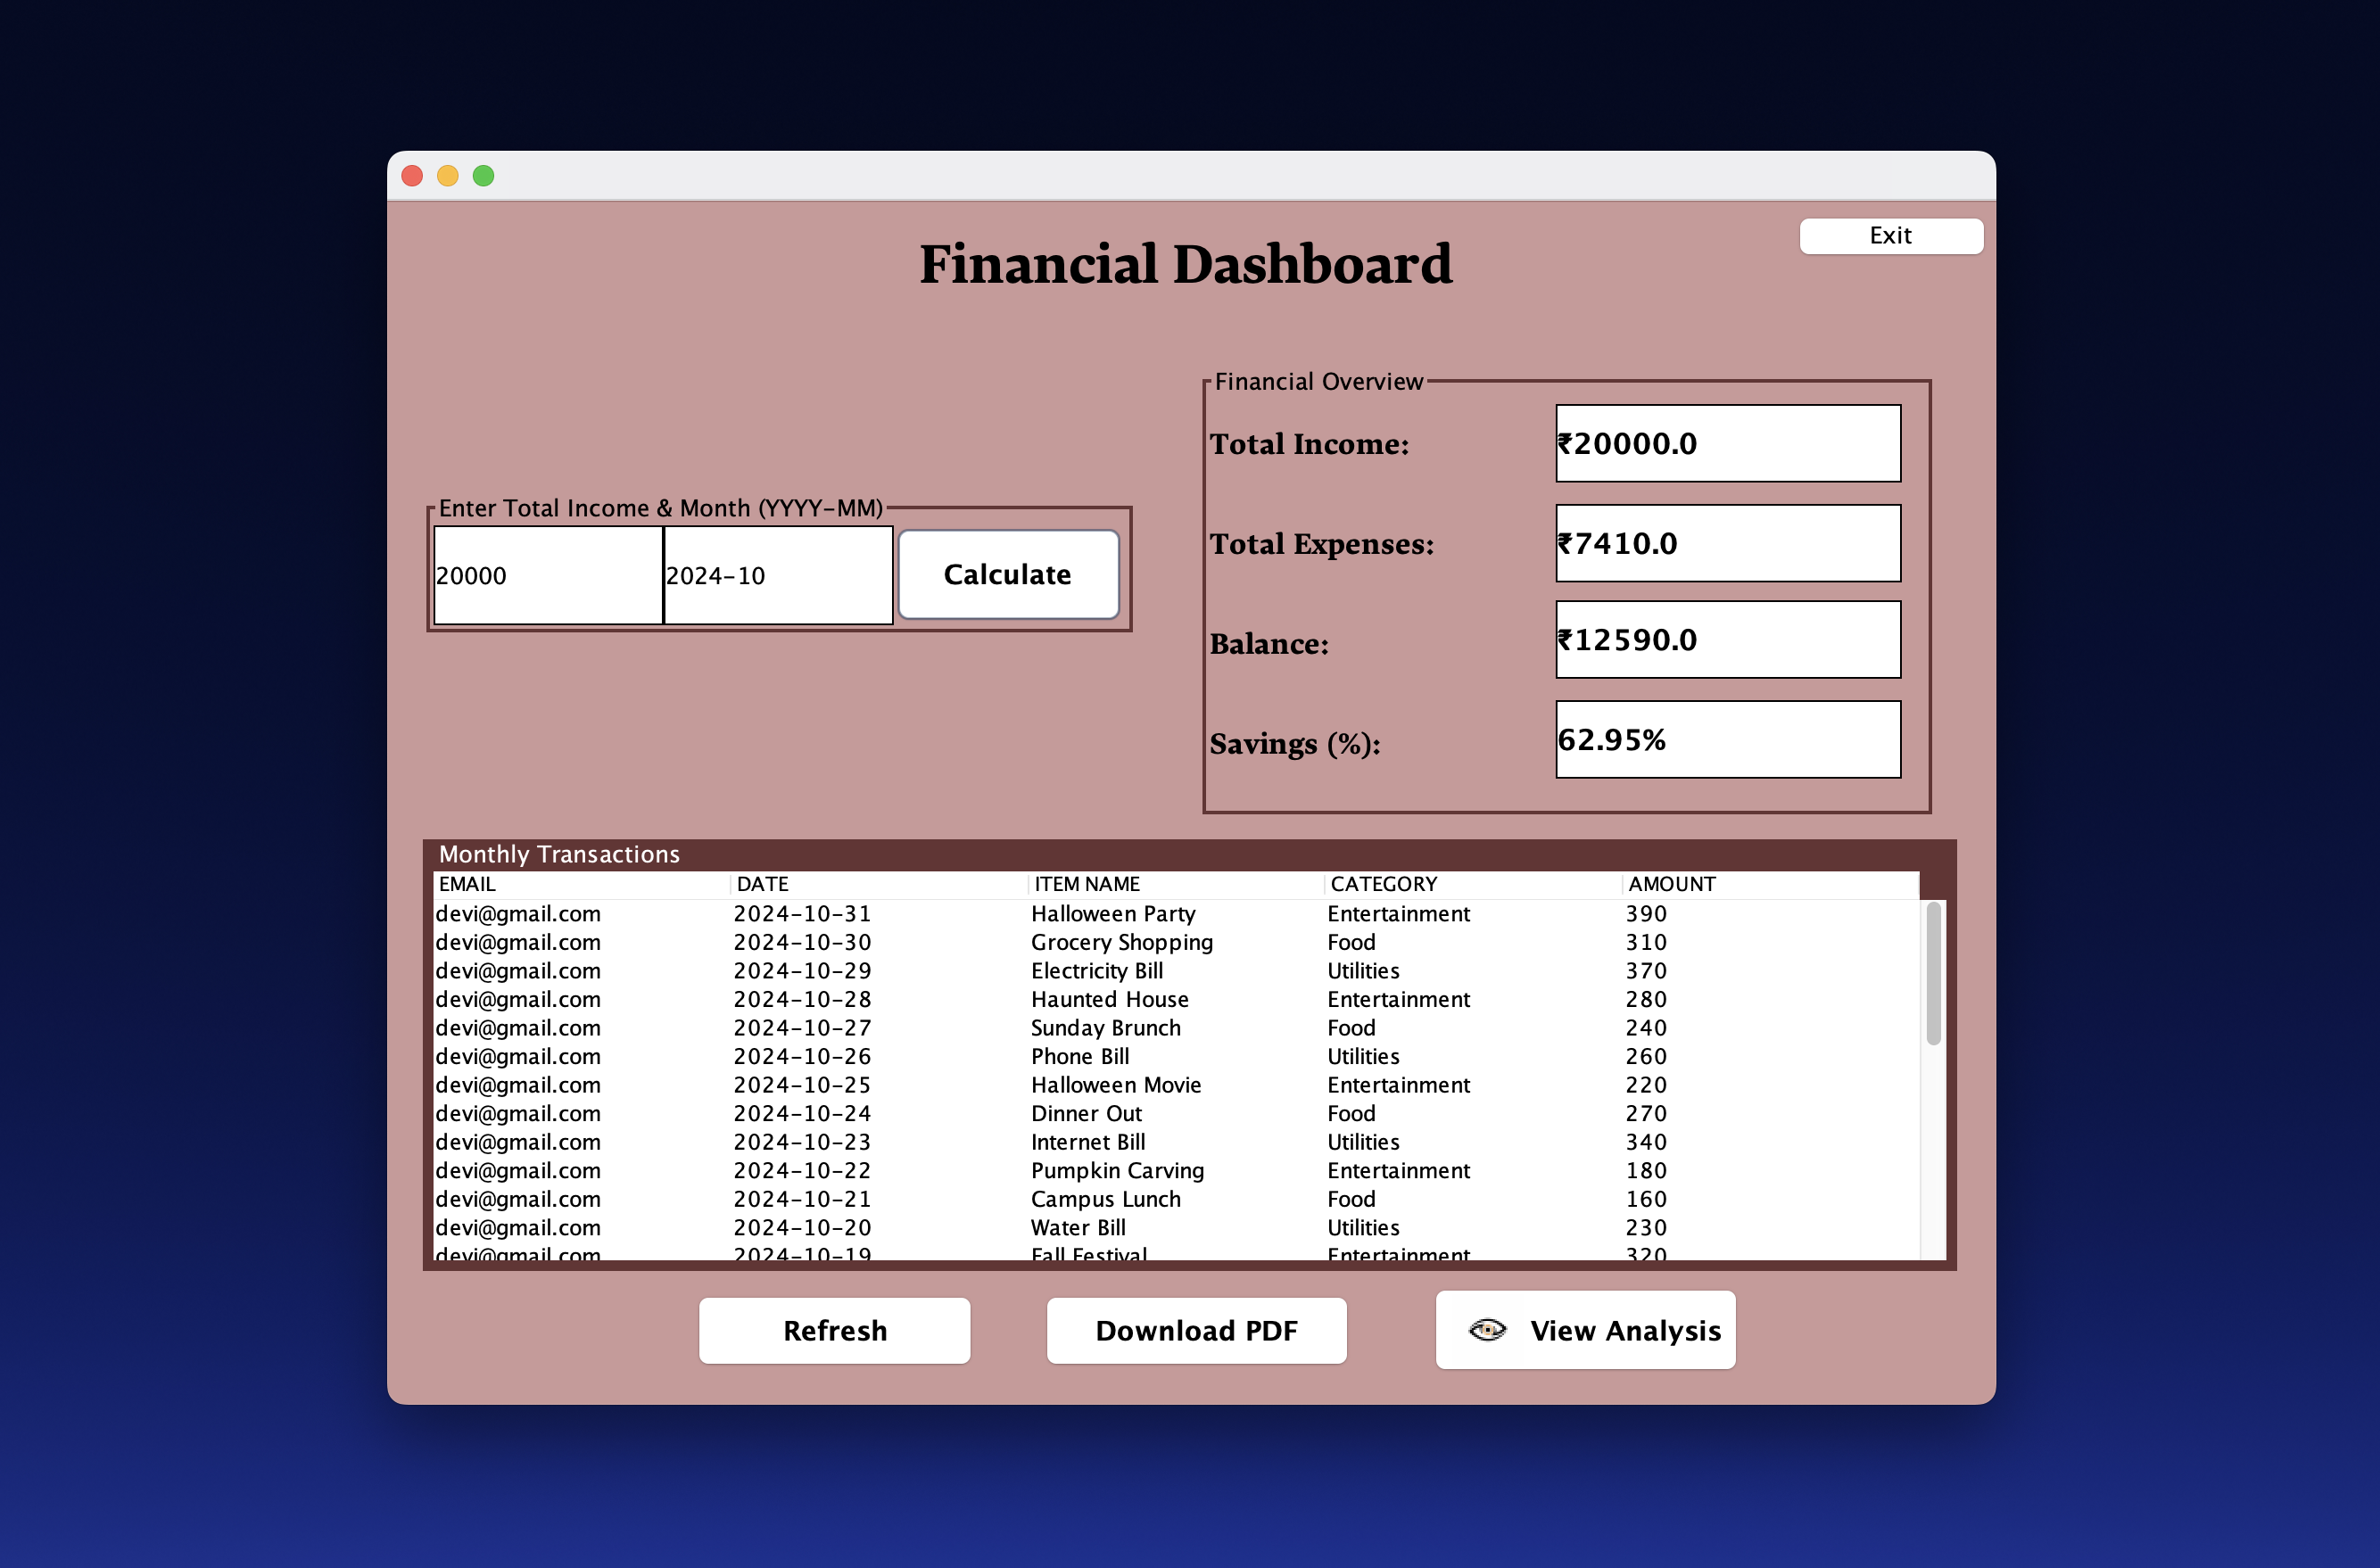 Exit
Financial Dashboard
Financial Overview
Total Income: ₹20000.0
Total Expenses: ₹7410.0
Balance: ₹12590.0
Savings (%): 62.95%
Enter Total Income & Month (YYYY-MM)
20000 2024-10 Calculate
Monthly Transactions
EMAIL DATE ITEM NAME CATEGORY AMOUNT
devi@gmail.com 2024-10-31 Halloween Party Entertainment 390
devi@gmail.com 2024-10-30 Grocery Shopping Food 310
devi@gmail.com 2024-10-29 Electricity Bill Utilities 370
devi@gmail.com 2024-10-28 Haunted House Entertainment 280
devi@gmail.com 2024-10-27 Sunday Brunch Food 240
devi@gmail.com 2024-10-26 Phone Bill Utilities 260
devi@gmail.com 2024-10-25 Halloween Movie Entertainment 220
devi@gmail.com 2024-10-24 Dinner Out Food 270
devi@gmail.com 2024-10-23 Internet Bill Utilities 340
devi@gmail.com 2024-10-22 Pumpkin Carving Entertainment 180
devi@gmail.com 2024-10-21 Campus Lunch Food 160
devi@gmail.com 2024-10-20 Water Bill Utilities 230
devi@gmail.com 2024-10-19 Fall Festival Entertainment 320
Refresh Download PDF View Analysis